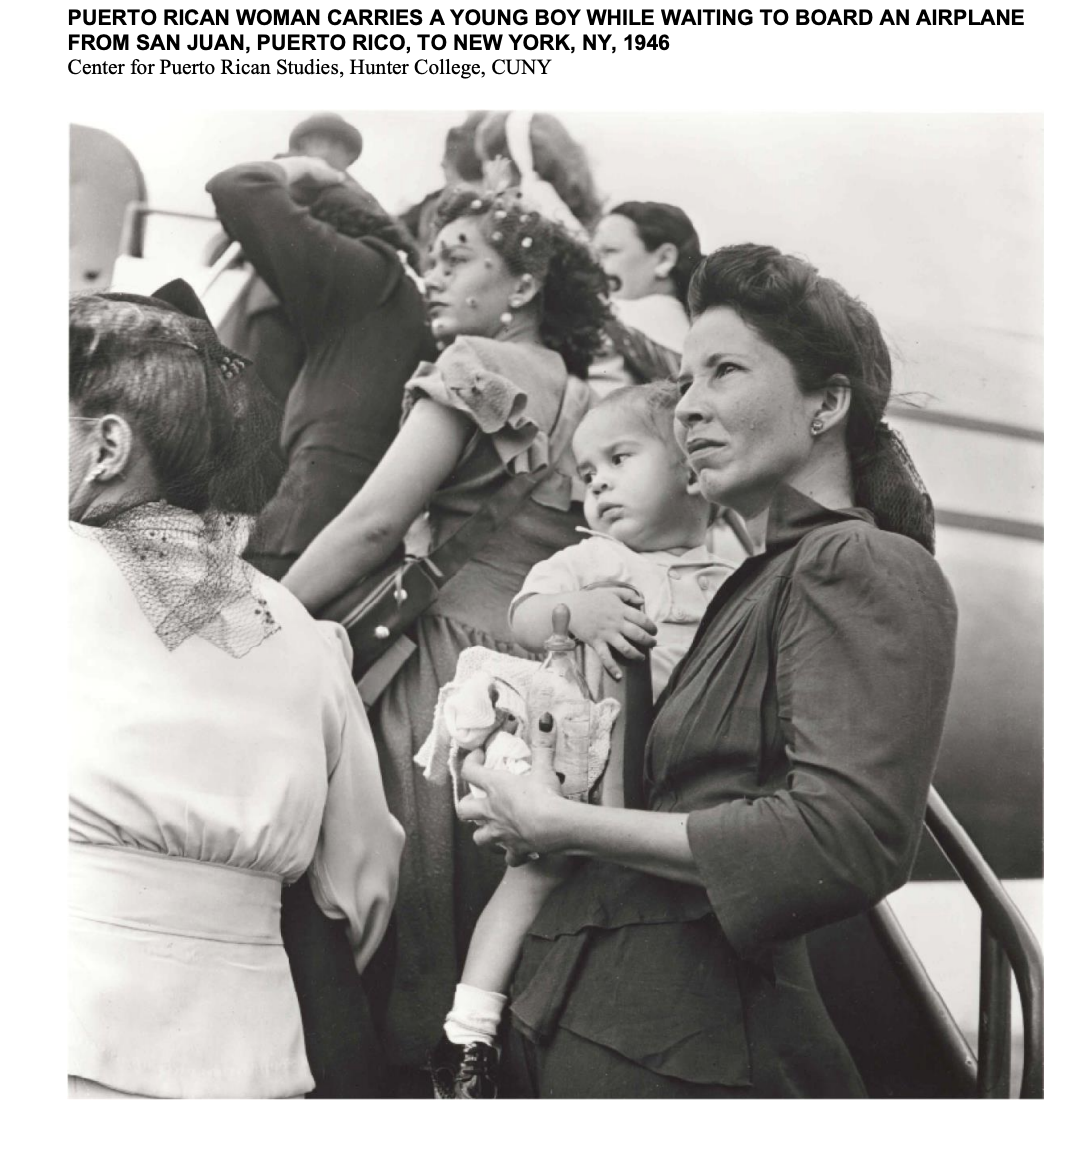 PUERTO RICAN WOMAN CARRIES A YOUNG BOY WHILE WAITING TO BOARD AN AIRPLANE
FROM SAN JUAN, PUERTO RICO, TO NEW YORK, NY, 1946
Center for Puerto Rican Studies, Hunter College, CUNY